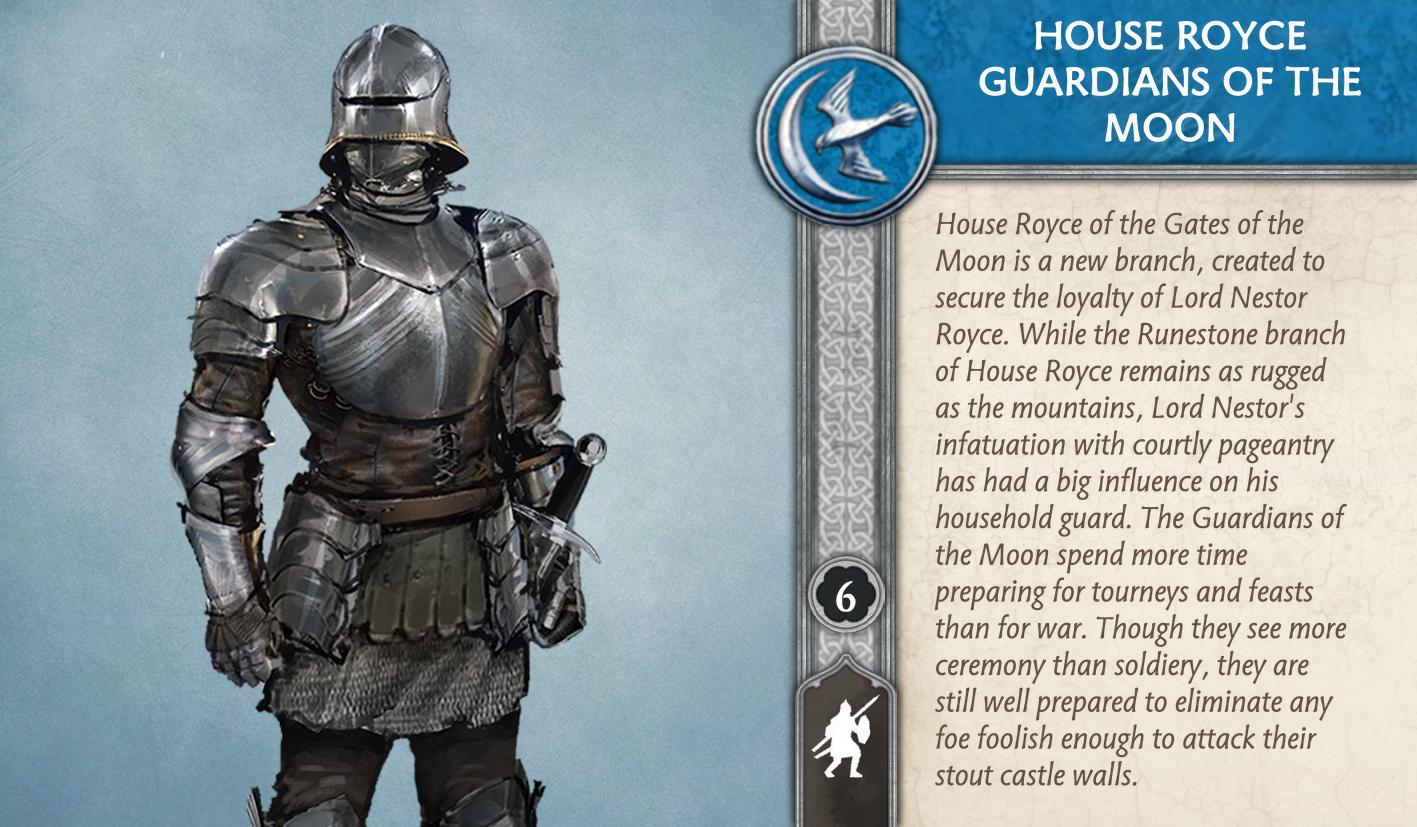 HOUSE ROYCE
GUARDIANS OF THE
MOON
House Royce of the Gates of the
Moon is a new branch, created to
secure the loyalty of Lord Nestor
Royce. While the Runestone branch
of House Royce remains as rugged
as the mountains, Lord Nestor's
infatuation with courtly pageantry
has had a big influence on his
household guard. The Guardians of
the Moon spend more time
preparing for tourneys and feasts
than for war. Though they see more
ceremony than soldiery, they are
still well prepared to eliminate any
foe foolish enough to attack their
stout castle walls.
6